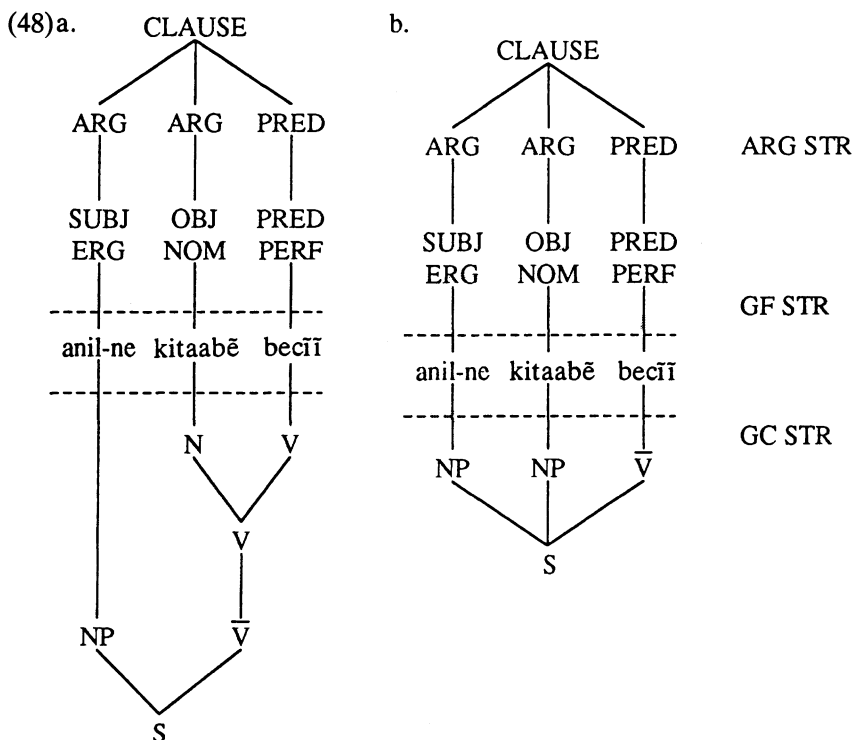 (48)a. CLAUSE
ARG ARG PRED
SUBJ OBJ PRED
ERG NOM PERF
anil-ne kitaabẽ becĩĩ
N V
V
NP V̅
S
b. CLAUSE
ARG ARG PRED ARG STR
SUBJ OBJ PRED
ERG NOM PERF
GF STR
anil-ne kitaabẽ becĩĩ
GC STR
NP NP V̅
S